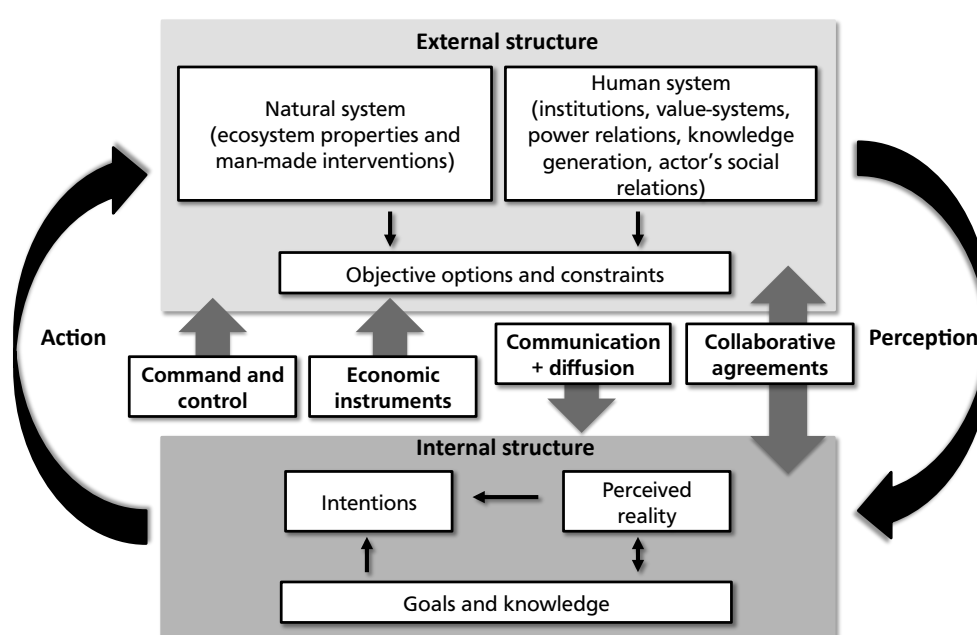 External structure
Natural system
(ecosystem properties and
man-made interventions)
Human system
(institutions, value-systems,
power relations, knowledge
generation, actor's social
relations)
Objective options and constraints
Action
Perception
Command and
control
Economic
instruments
Communication
+ diffusion
Collaborative
agreements
Internal structure
Intentions
Perceived
reality
Goals and knowledge